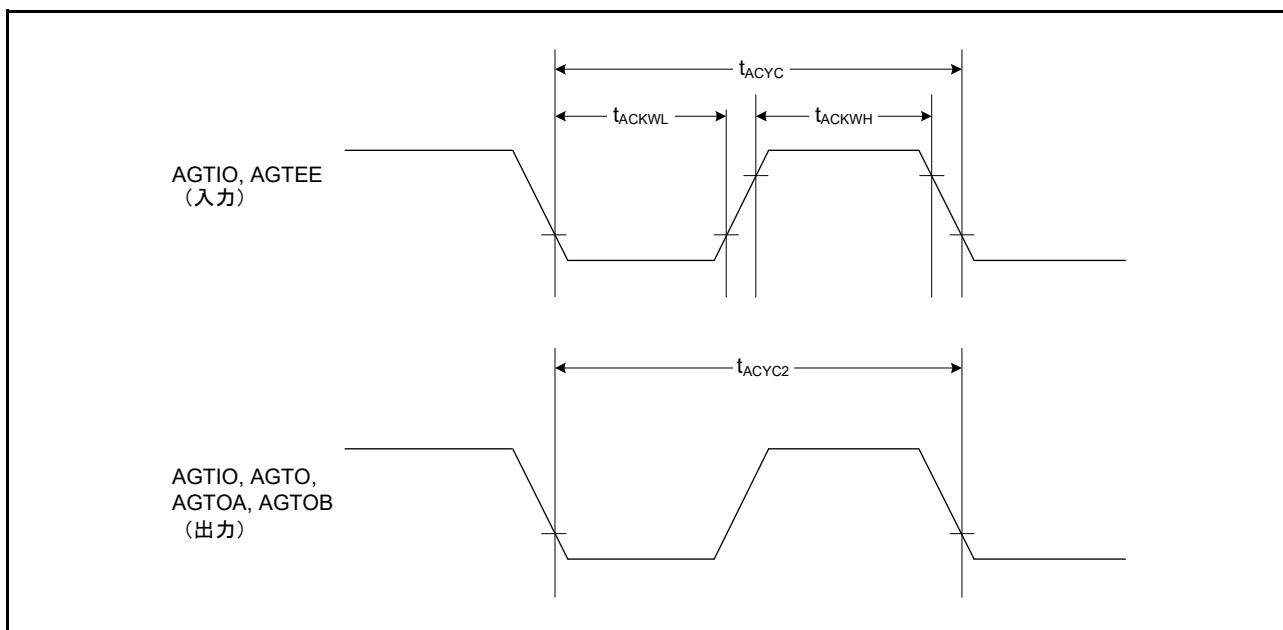 tACYC
tACKWL
tACKWH
AGTIO, AGTEE
（入力）
tACYC2
AGTIO, AGTO,
AGTOA, AGTOB
（出力）